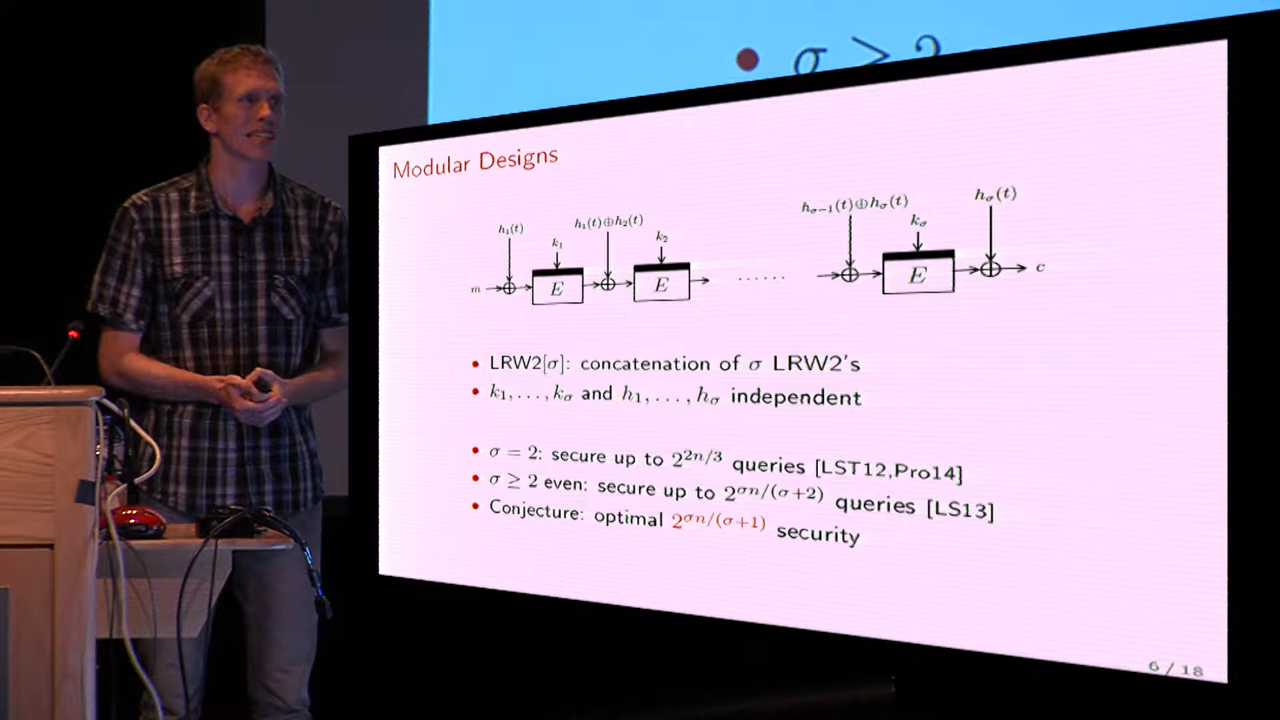 • σ ≥ 2
Modular Designs
h₁(t) h₁(t)⊕h₂(t) h_{σ−1}(t)⊕h_σ(t) h_σ(t)
k₁ k₂ k_σ
m E E ...... E c
• LRW2[σ]: concatenation of σ LRW2's
• k₁, ..., k_σ and h₁, ..., h_σ independent
• σ = 2: secure up to 2^{2n/3} queries [LST12,Pro14]
• σ ≥ 2 even: secure up to 2^{σn/(σ+2)} queries [LS13]
• Conjecture: optimal 2^{σn/(σ+1)} security
6 / 18